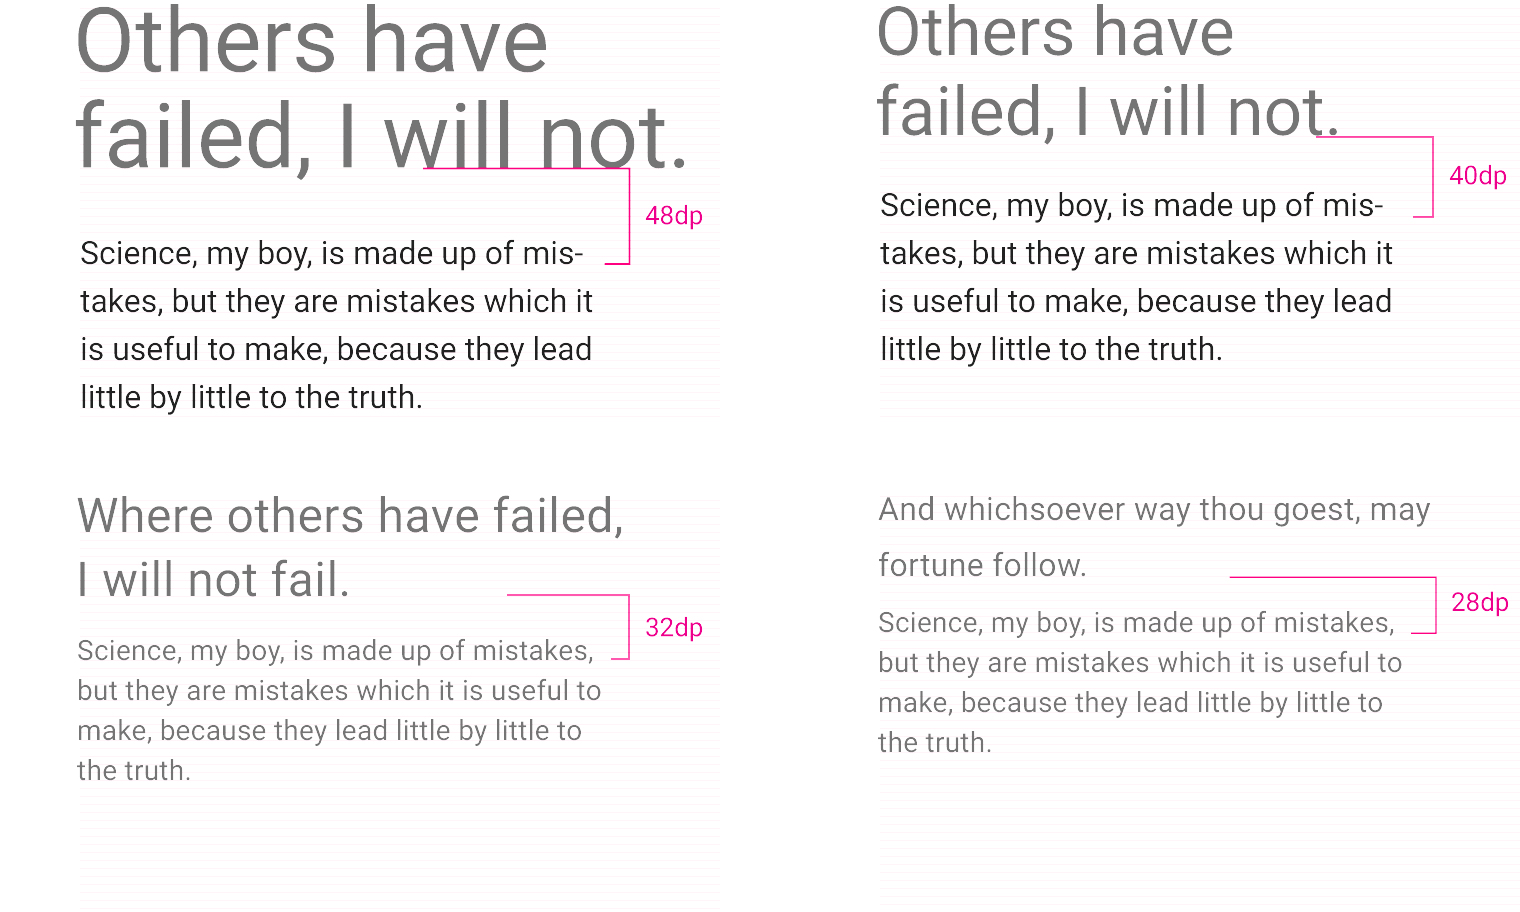 Others have
failed, I will not.
48dp
Science, my boy, is made up of mis-
takes, but they are mistakes which it
is useful to make, because they lead
little by little to the truth.
Others have
failed, I will not.
40dp
Science, my boy, is made up of mis-
takes, but they are mistakes which it
is useful to make, because they lead
little by little to the truth.
Where others have failed,
I will not fail.
32dp
Science, my boy, is made up of mistakes,
but they are mistakes which it is useful to
make, because they lead little by little to
the truth.
And whichsoever way thou goest, may
fortune follow.
28dp
Science, my boy, is made up of mistakes,
but they are mistakes which it is useful to
make, because they lead little by little to
the truth.